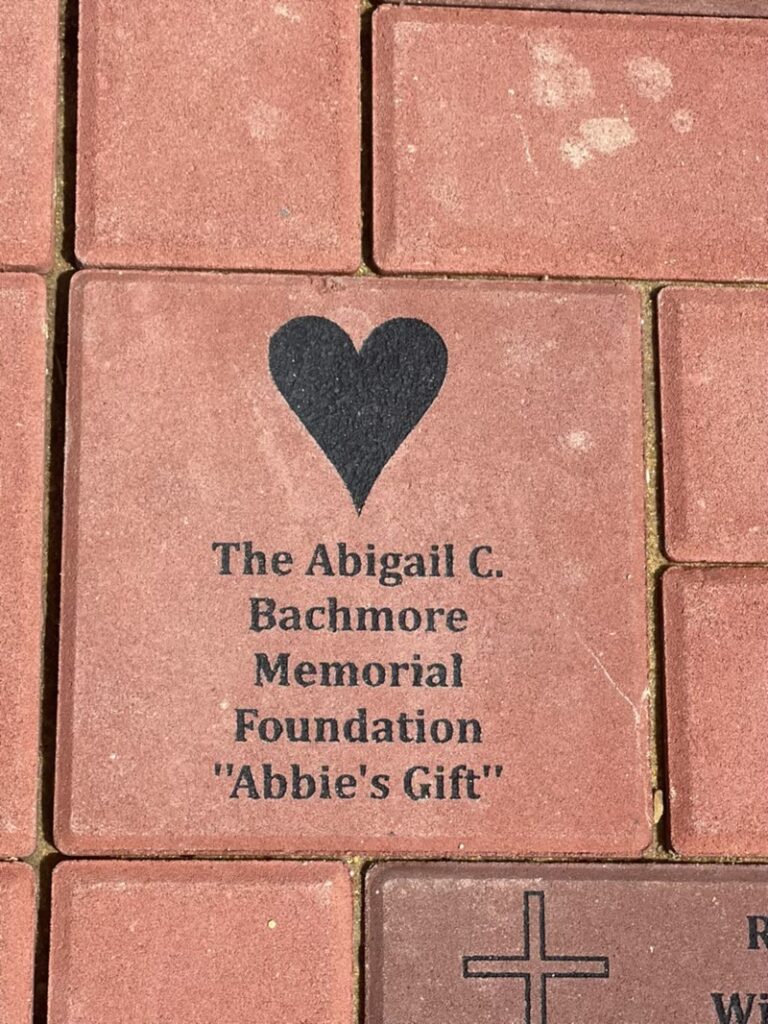 The Abigail C.
Bachmore
Memorial
Foundation
"Abbie's Gift"